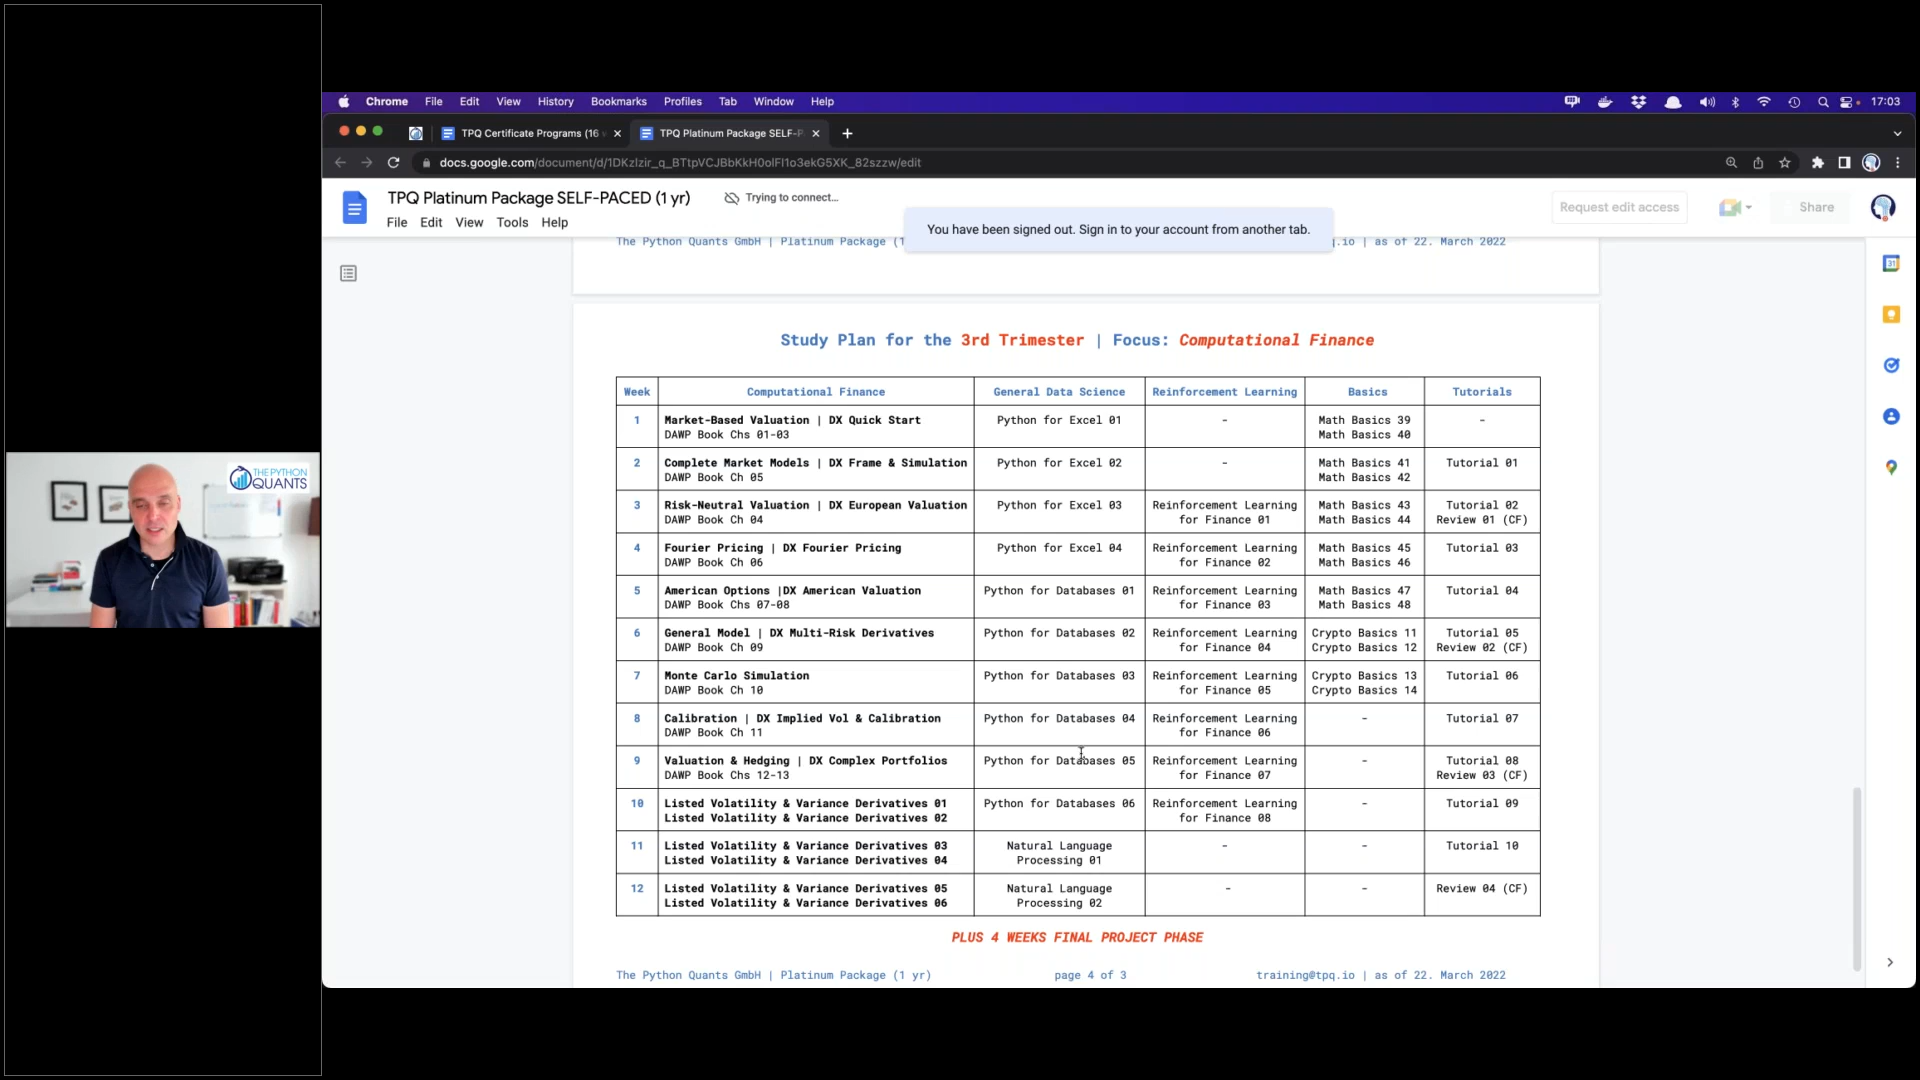 Chrome File Edit View History Bookmarks Profiles Tab Window Help 17:03
TPQ Certificate Programs (16 TPQ Platinum Package SELF-P
docs.google.com/document/d/1DKzlzir_q_BTtpVCJBbKkH0olFl1o3ekG5XK_82szzw/edit
TPQ Platinum Package SELF-PACED (1 yr) Trying to connect... Request edit access Share
File Edit View Tools Help
You have been signed out. Sign in to your account from another tab.
The Python Quants GmbH | Platinum Package (1 q.io | as of 22. March 2022
31
THE PYTHON
QUANTS
Study Plan for the 3rd Trimester | Focus: Computational Finance
Week Computational Finance General Data Science Reinforcement Learning Basics Tutorials
1 Market-Based Valuation | DX Quick Start Python for Excel 01 - Math Basics 39 -
DAWP Book Chs 01-03 Math Basics 40
2 Complete Market Models | DX Frame & Simulation Python for Excel 02 - Math Basics 41 Tutorial 01
DAWP Book Ch 05 Math Basics 42
3 Risk-Neutral Valuation | DX European Valuation Python for Excel 03 Reinforcement Learning Math Basics 43 Tutorial 02
DAWP Book Ch 04 for Finance 01 Math Basics 44 Review 01 (CF)
4 Fourier Pricing | DX Fourier Pricing Python for Excel 04 Reinforcement Learning Math Basics 45 Tutorial 03
DAWP Book Ch 06 for Finance 02 Math Basics 46
5 American Options |DX American Valuation Python for Databases 01 Reinforcement Learning Math Basics 47 Tutorial 04
DAWP Book Chs 07-08 for Finance 03 Math Basics 48
6 General Model | DX Multi-Risk Derivatives Python for Databases 02 Reinforcement Learning Crypto Basics 11 Tutorial 05
DAWP Book Ch 09 for Finance 04 Crypto Basics 12 Review 02 (CF)
7 Monte Carlo Simulation Python for Databases 03 Reinforcement Learning Crypto Basics 13 Tutorial 06
DAWP Book Ch 10 for Finance 05 Crypto Basics 14
8 Calibration | DX Implied Vol & Calibration Python for Databases 04 Reinforcement Learning - Tutorial 07
DAWP Book Ch 11 for Finance 06
9 Valuation & Hedging | DX Complex Portfolios Python for Databases 05 Reinforcement Learning - Tutorial 08
DAWP Book Chs 12-13 for Finance 07 Review 03 (CF)
10 Listed Volatility & Variance Derivatives 01 Python for Databases 06 Reinforcement Learning - Tutorial 09
Listed Volatility & Variance Derivatives 02 for Finance 08
11 Listed Volatility & Variance Derivatives 03 Natural Language - - Tutorial 10
Listed Volatility & Variance Derivatives 04 Processing 01
12 Listed Volatility & Variance Derivatives 05 Natural Language - - Review 04 (CF)
Listed Volatility & Variance Derivatives 06 Processing 02
PLUS 4 WEEKS FINAL PROJECT PHASE
The Python Quants GmbH | Platinum Package (1 yr) page 4 of 3 training@tpq.io | as of 22. March 2022